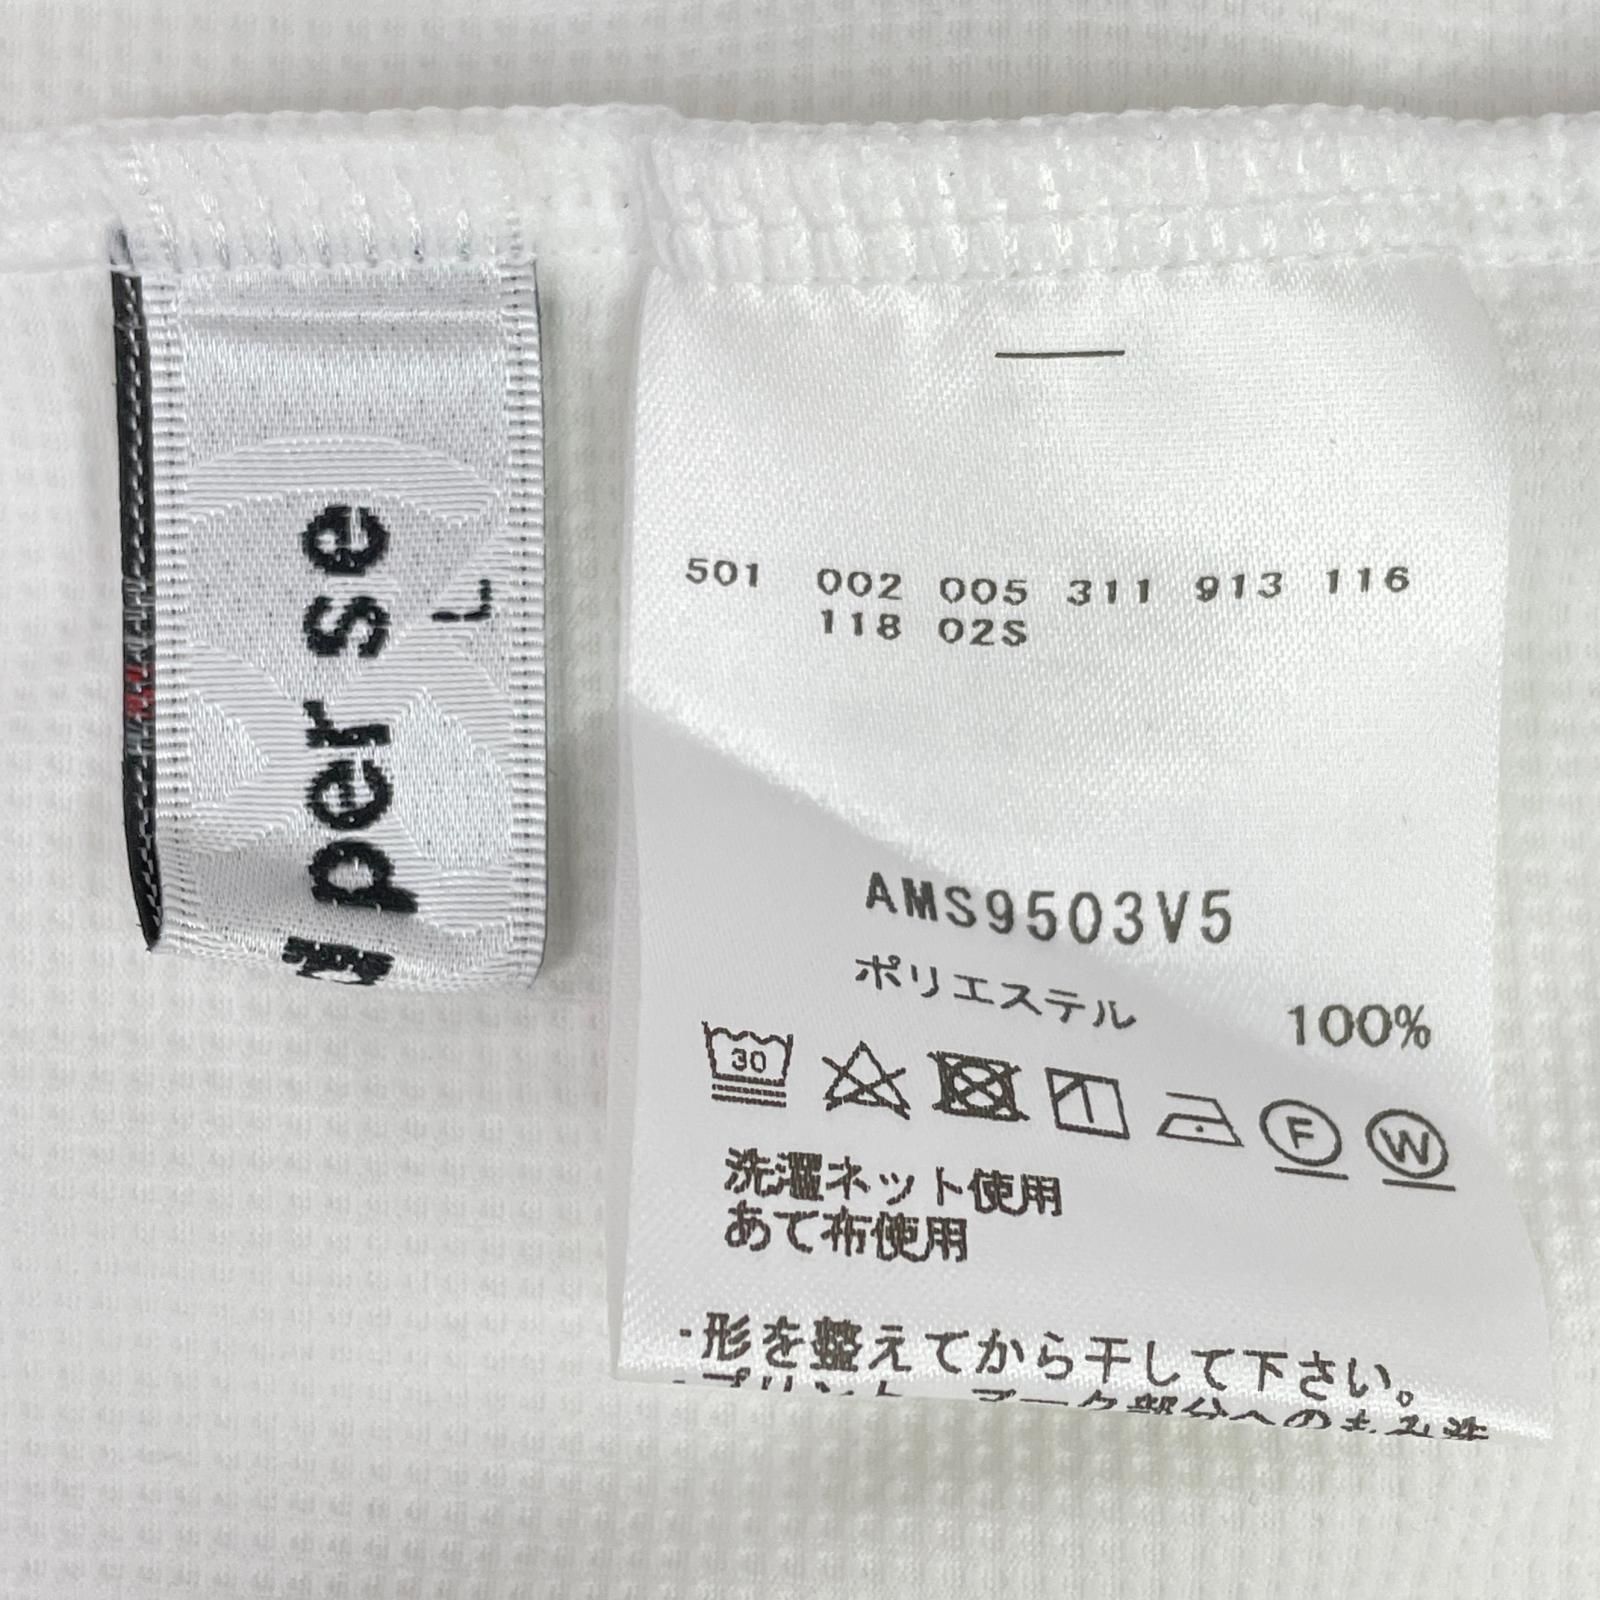 per se
L
501 002 005 311 913 116
118 02S
AMS9503V5
ポリエステル 100%
30
F W
洗濯ネット使用
あて布使用
・形を整えてから干して下さい。